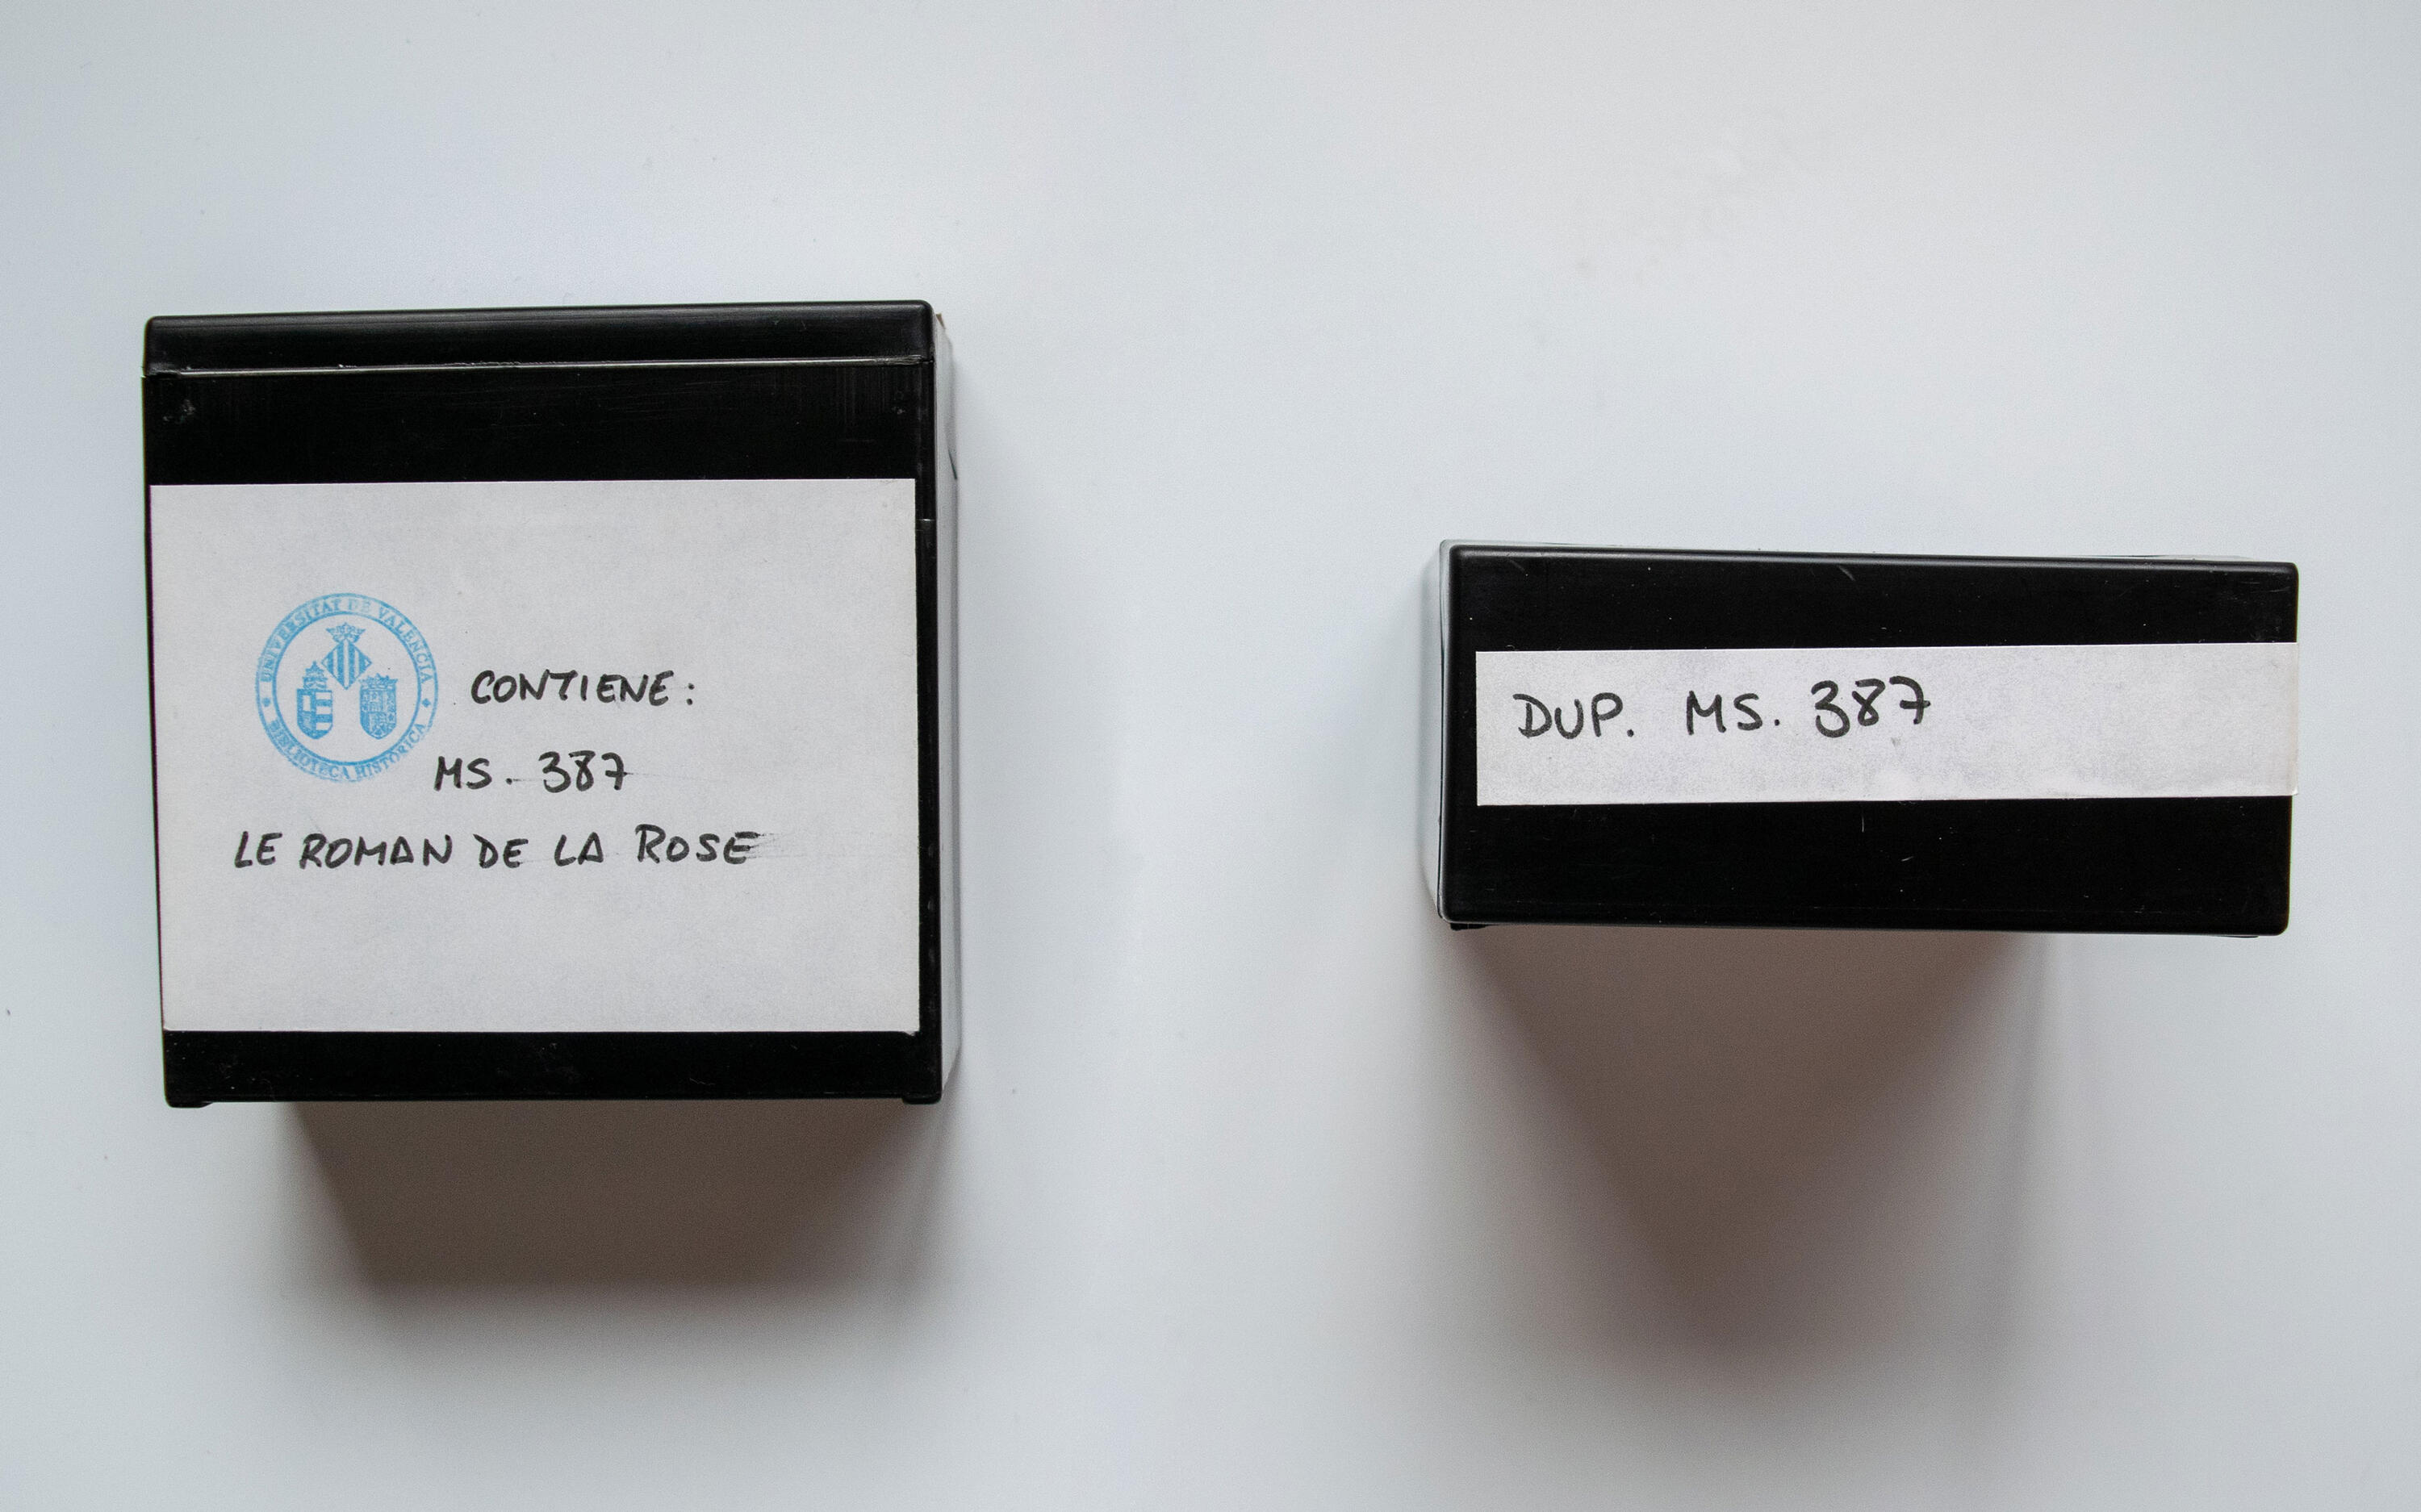 UNIVERSITAT DE VALÈNCIA
BIBLIOTECA HISTÒRICA
CONTIENE:
MS. 387
LE ROMAN DE LA ROSE
DUP. MS. 387